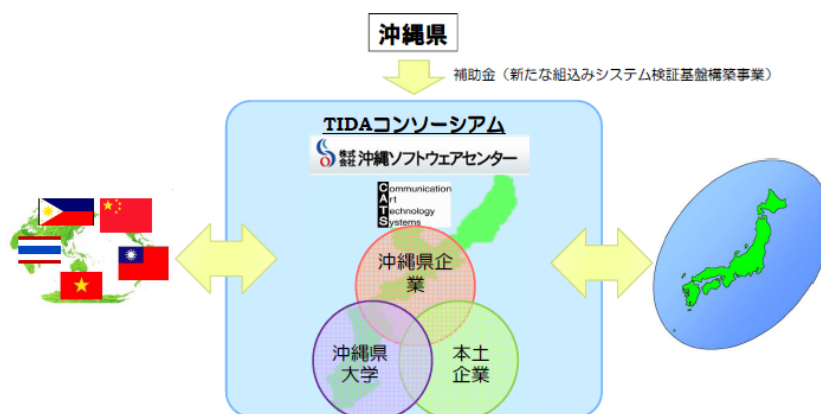 沖縄県
補助金（新たな組込みシステム検証基盤構築事業）
TIDAコンソーシアム
株式会社 沖縄ソフトウェアセンター
Communication
Art
Technology
Systems
沖縄県企
業
沖縄県
大学
本土
企業